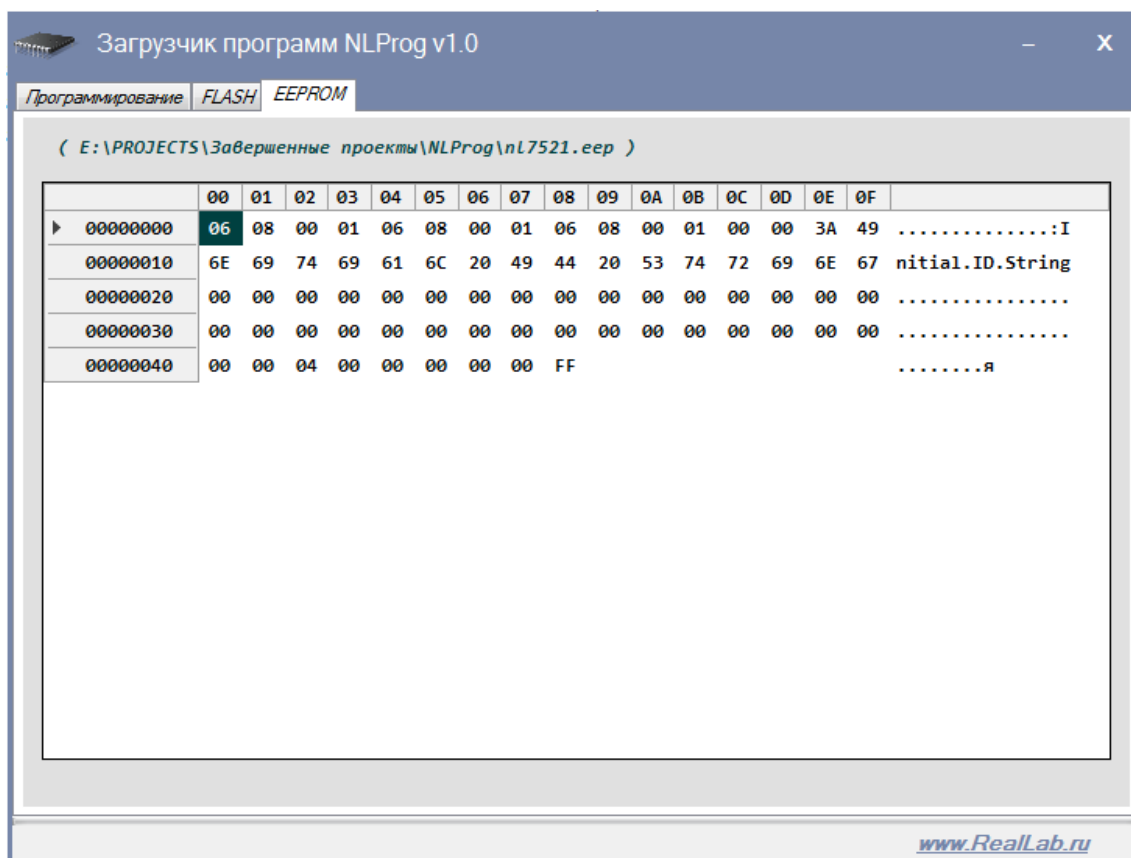 Загрузчик программ NLProg v1.0
Программирование FLASH EEPROM
( E:\PROJECTS\Завершенные проекты\NLProg\nl7521.eep )
00 01 02 03 04 05 06 07 08 09 0A 0B 0C 0D 0E 0F
00000000 06 08 00 01 06 08 00 01 06 08 00 01 00 00 3A 49 ..............:I
00000010 6E 69 74 69 61 6C 20 49 44 20 53 74 72 69 6E 67 nitial.ID.String
00000020 00 00 00 00 00 00 00 00 00 00 00 00 00 00 00 00 ................
00000030 00 00 00 00 00 00 00 00 00 00 00 00 00 00 00 00 ................
00000040 00 00 04 00 00 00 00 00 FF ........я
www.RealLab.ru